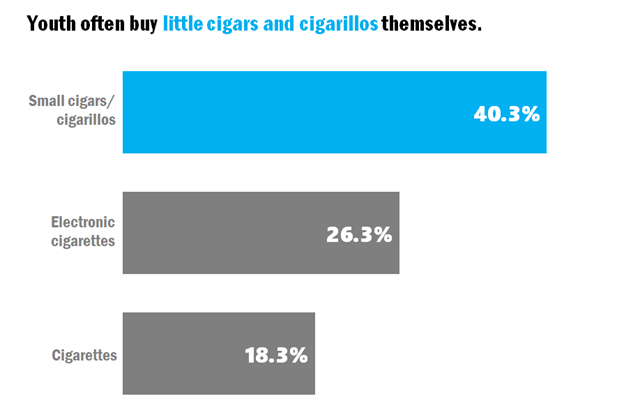 Youth often buy little cigars and cigarillos themselves.
Small cigars/
cigarillos
40.3%
Electronic
cigarettes
26.3%
Cigarettes
18.3%